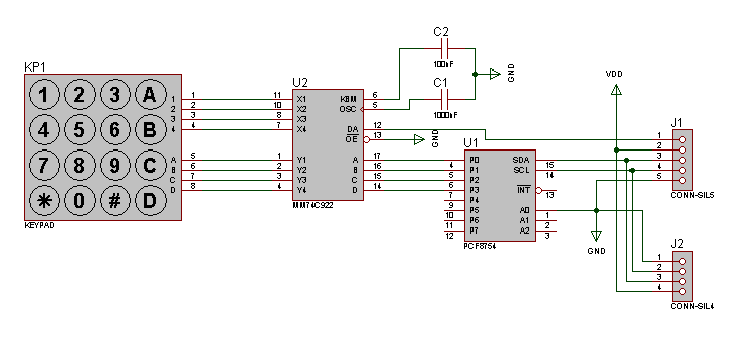 C2
100nF
C1
1000nF
GND
VDD
KP1
1 2 3 A
4 5 6 B
7 8 9 C
* 0 # D
KEYPAD
1 1
2 2
3 3
4 4
A 5
B 6
C 7
D 8
U2
11 X1 KBM 6
10 X2 OSC 5
8 X3
7 X4 DA 12
OE 13
GND
1 Y1 A 17
2 Y2 B 16
3 Y3 C 15
4 Y4 D 14
MM74C922
U1
4 P0 SDA 15
5 P1 SCL 14
6 P2
7 P3 INT 13
9 P4
10 P5 A0 1
11 P6 A1 2
12 P7 A2 3
PCF8754
GND
J1
1
2
3
4
5
CONN-SIL5
J2
1
2
3
4
CONN-SIL4